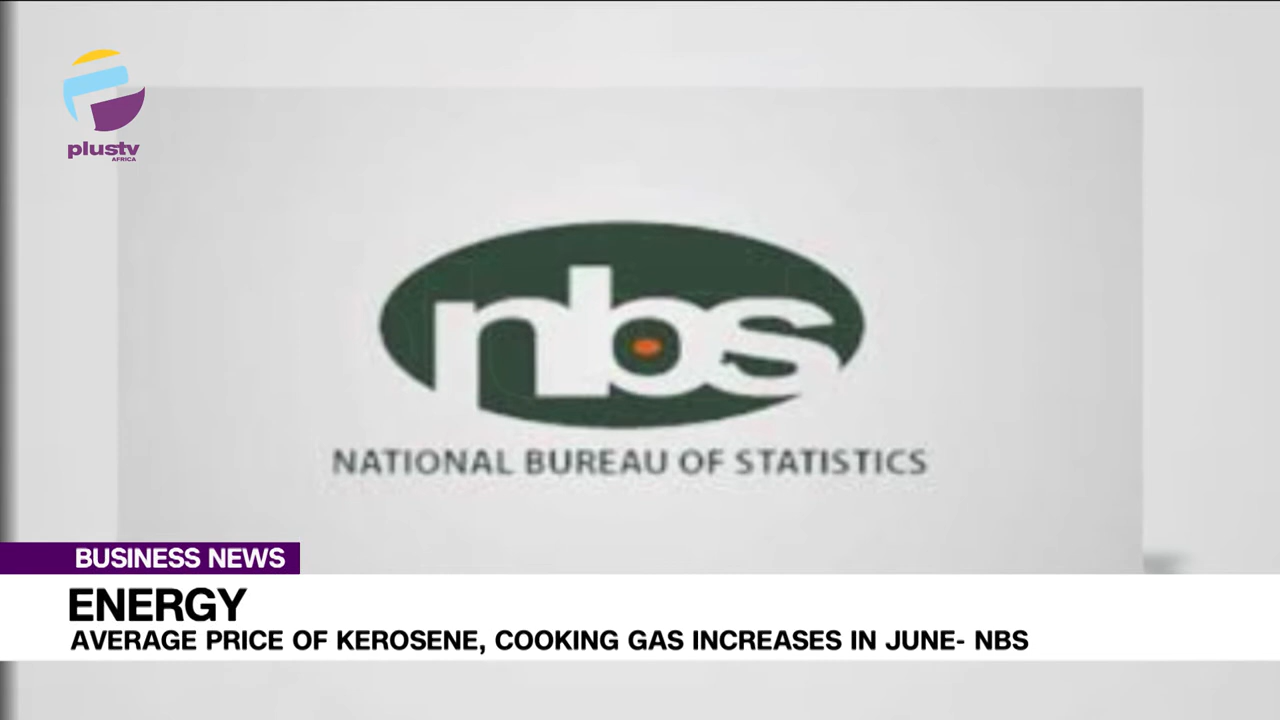 plustv
AFRICA
nbs
NATIONAL BUREAU OF STATISTICS
BUSINESS NEWS
ENERGY
AVERAGE PRICE OF KEROSENE, COOKING GAS INCREASES IN JUNE- NBS